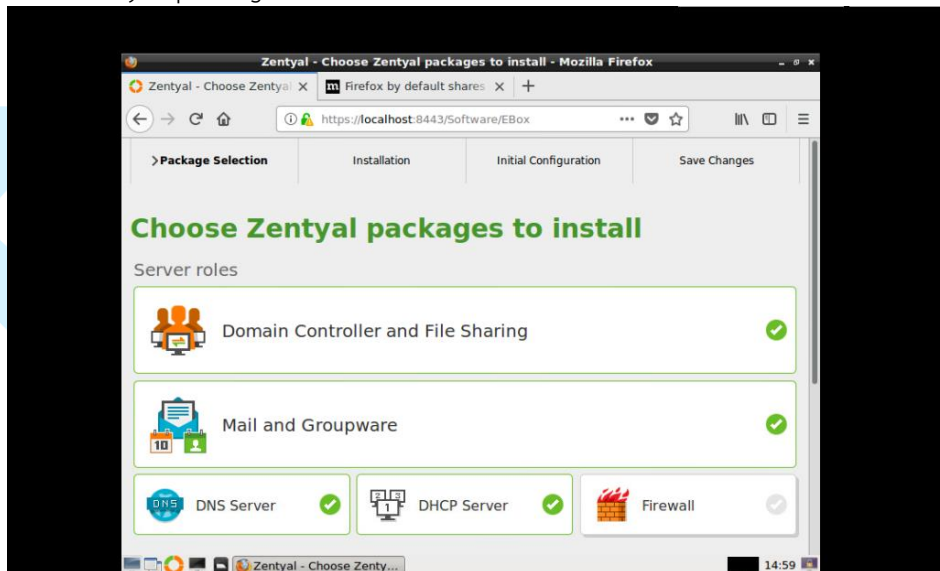 Zentyal - Choose Zentyal packages to install - Mozilla Firefox
Zentyal - Choose Zentyal
Firefox by default shares
https://localhost:8443/Software/EBox
>Package Selection
Installation
Initial Configuration
Save Changes
Choose Zentyal packages to install
Server roles
Domain Controller and File Sharing
10
Mail and Groupware
DNS
DNS Server
DHCP Server
Firewall
Zentyal - Choose Zenty...
14:59